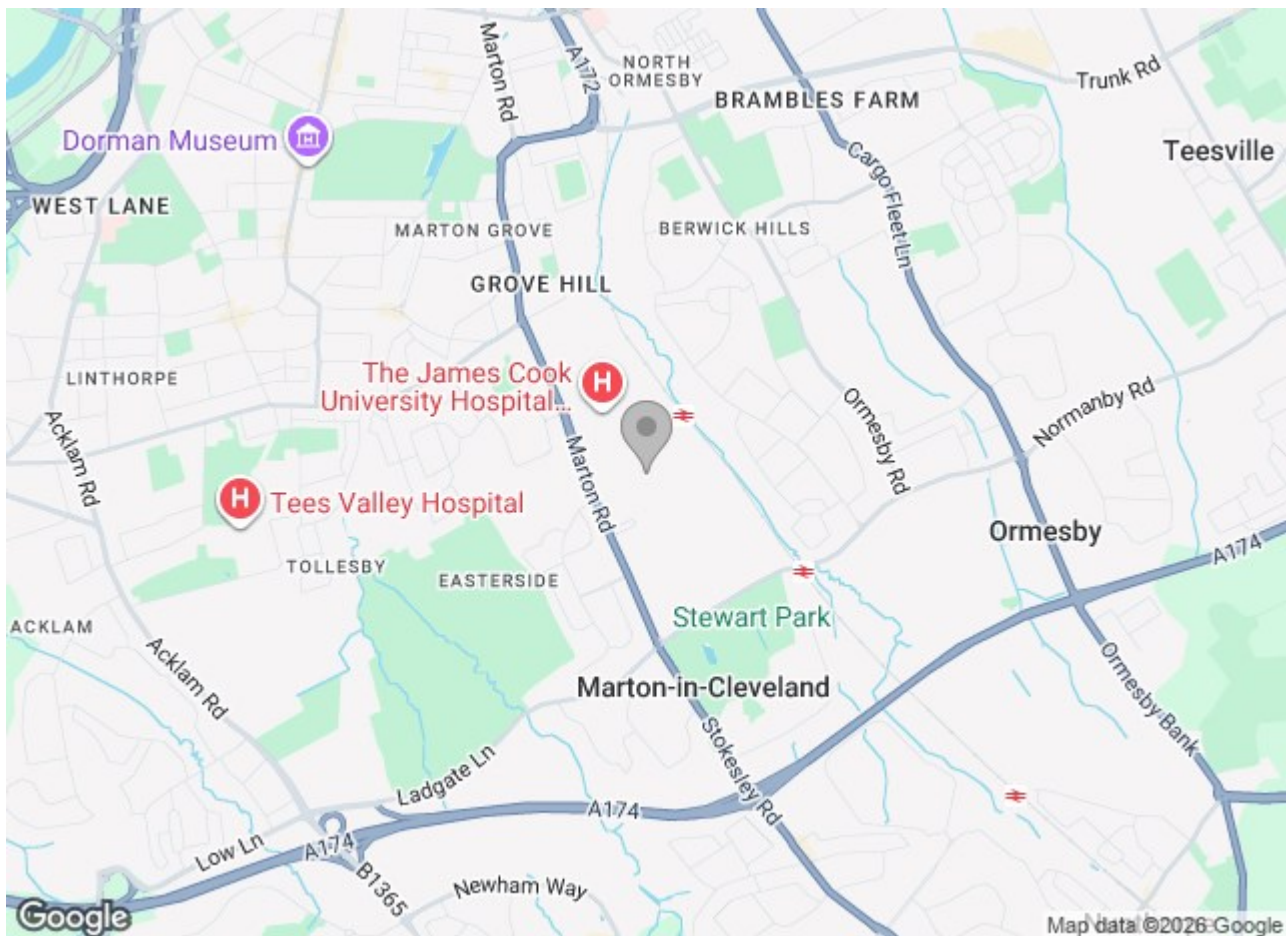 Marton Rd
A172
NORTH
ORMESBY
Trunk Rd
BRAMBLES FARM
Dorman Museum
Teesville
Cargo Fleet Ln
WEST LANE
MARTON GROVE
BERWICK HILLS
GROVE HILL
LINTHORPE
The James Cook
University Hospital...
H
Acklam Rd
Ormesby Rd
Normanby Rd
Marton Rd
H
Tees Valley Hospital
Ormesby
A174
TOLLESBY
EASTERSIDE
Stewart Park
ACKLAM
Acklam Rd
Marton-in-Cleveland
Ormesby Bank
Stokesley Rd
Ladgate Ln
A174
Low Ln
A174
B1365
Newham Way
Google
Map data ©2026 Google